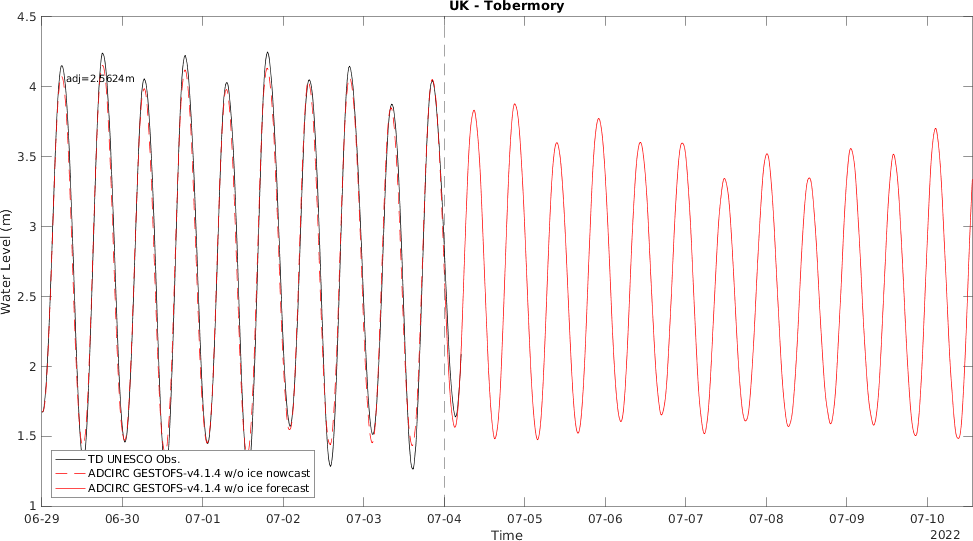 UK - Tobermory
4.5
4
3.5
3
2.5
2
1.5
1
Water Level (m)
adj=2.5624m
TD UNESCO Obs.
ADCIRC GESTOFS-v4.1.4 w/o ice nowcast
ADCIRC GESTOFS-v4.1.4 w/o ice forecast
06-29 06-30 07-01 07-02 07-03 07-04 07-05 07-06 07-07 07-08 07-09 07-10
Time
2022